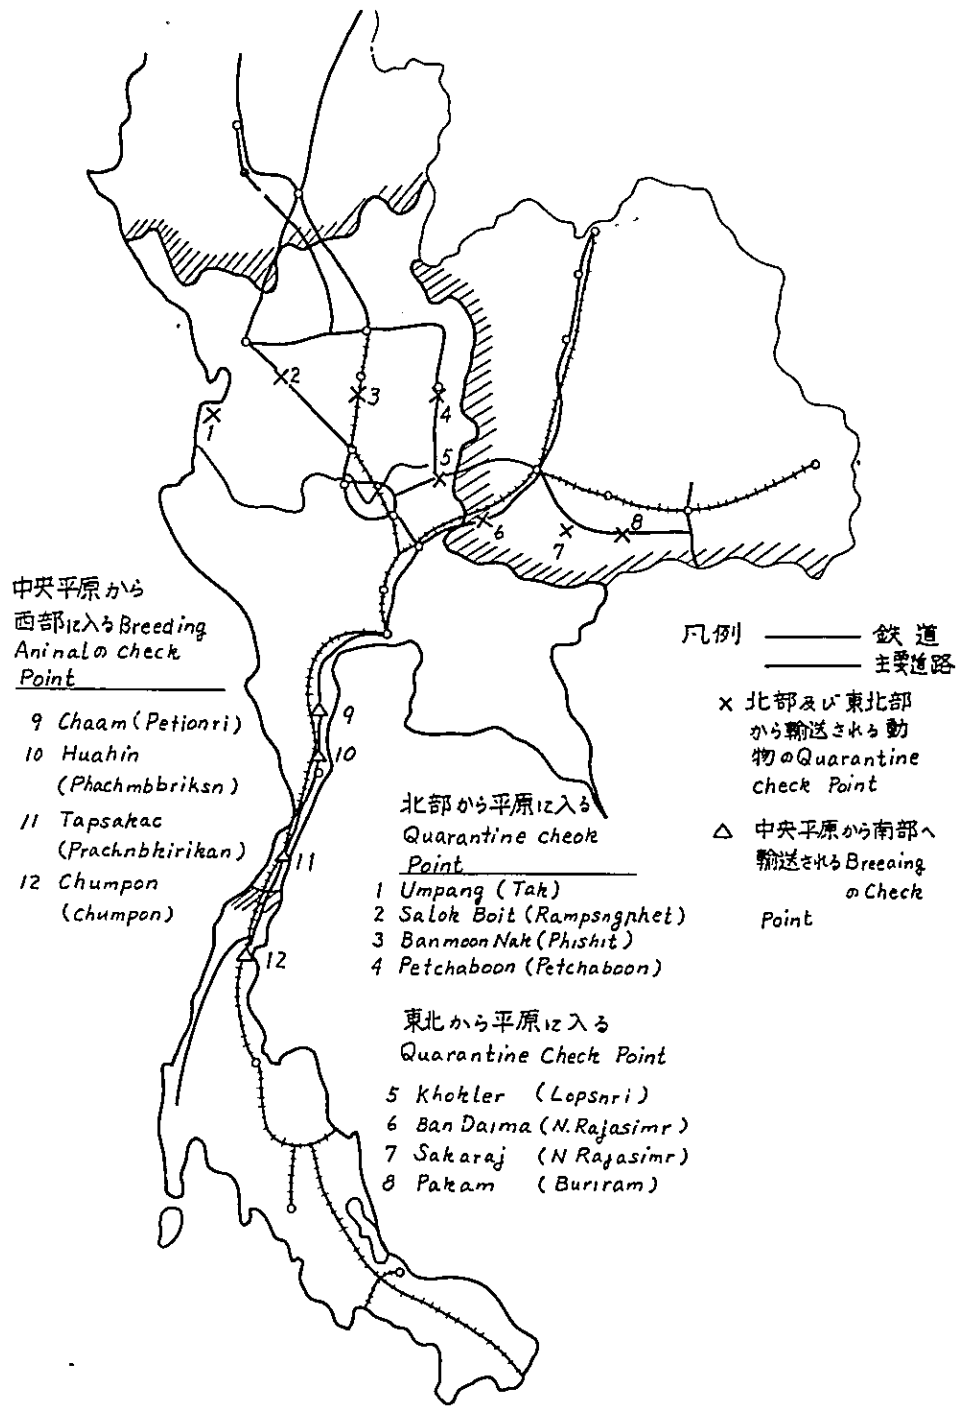 1
2
3
4
5
6
7
8
9
10
11
12
中央平原から
西部に入るBreeding
Aninalのcheck
Point
9 Chaam (Petionri)
10 Huahin
(Phachmbbriksn)
11 Tapsakac
(Prachnbkirikan)
12 Chumpon
(Chumpon)
凡例 鉄道
主要道路
× 北部及び東北部
から輸送される動
物のQuarantine
check Point
△ 中央平原から南部へ
輸送されるBreeaing
のCheck
Point
北部から平原に入る
Quarantine cheok
Point
1 Umpang (Tak)
2 Salok Boit (Rampsngphet)
3 Banmoon Nak (Phishit)
4 Petchaboon (Petchaboon)
東北から平原に入る
Quarantine Check Point
5 Khokler (Lopsnri)
6 Ban Daima (N.Rajasimr)
7 Sakaraj (N Rajasimr)
8 Pakam (Buriram)